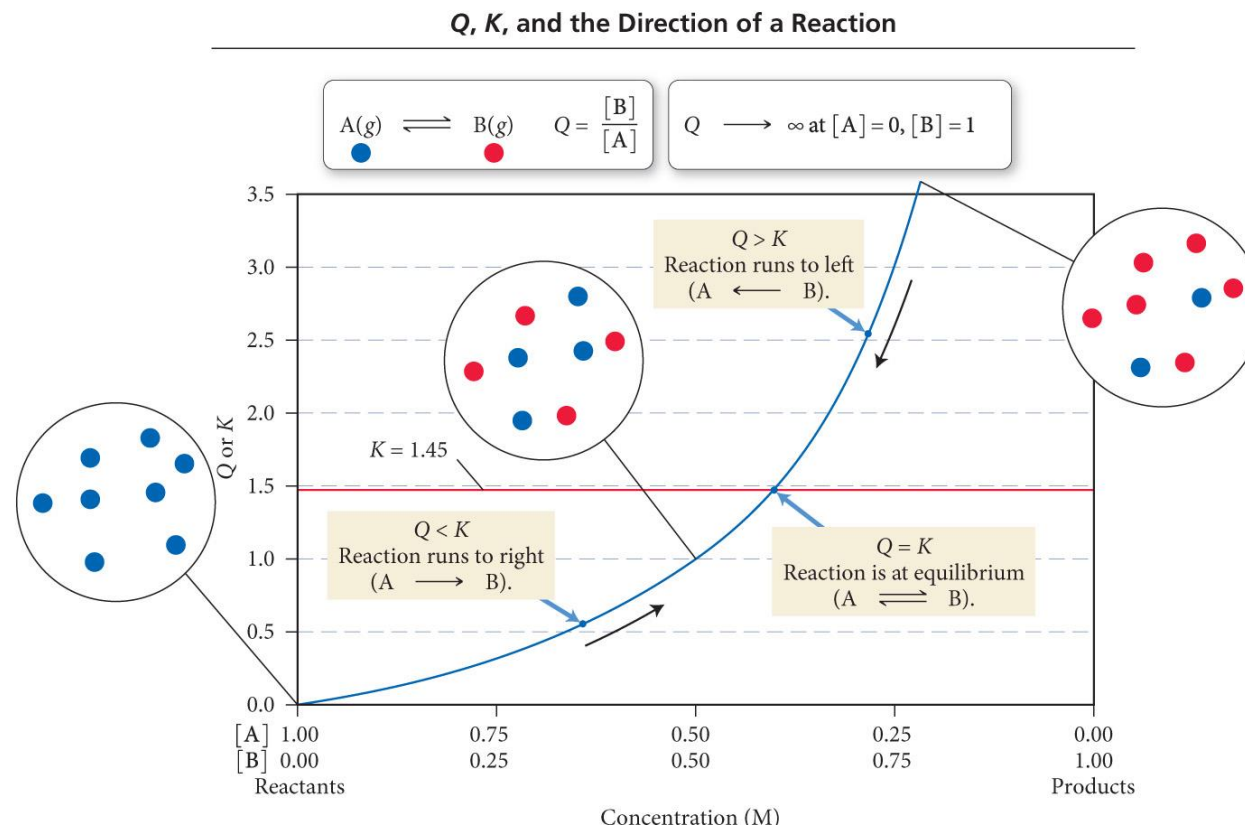 Q, K, and the Direction of a Reaction
A(g) ⇌ B(g) Q = [B]/[A]
Q ⟶ ∞ at [A] = 0, [B] = 1
3.5
3.0
2.5
2.0
1.5
1.0
0.5
0.0
Q or K
Q > K
Reaction runs to left
(A ⟵ B).
K = 1.45
Q < K
Reaction runs to right
(A ⟶ B).
Q = K
Reaction is at equilibrium
(A ⇌ B).
[A] 1.00 0.75 0.50 0.25 0.00
[B] 0.00 0.25 0.50 0.75 1.00
Reactants Products
Concentration (M)